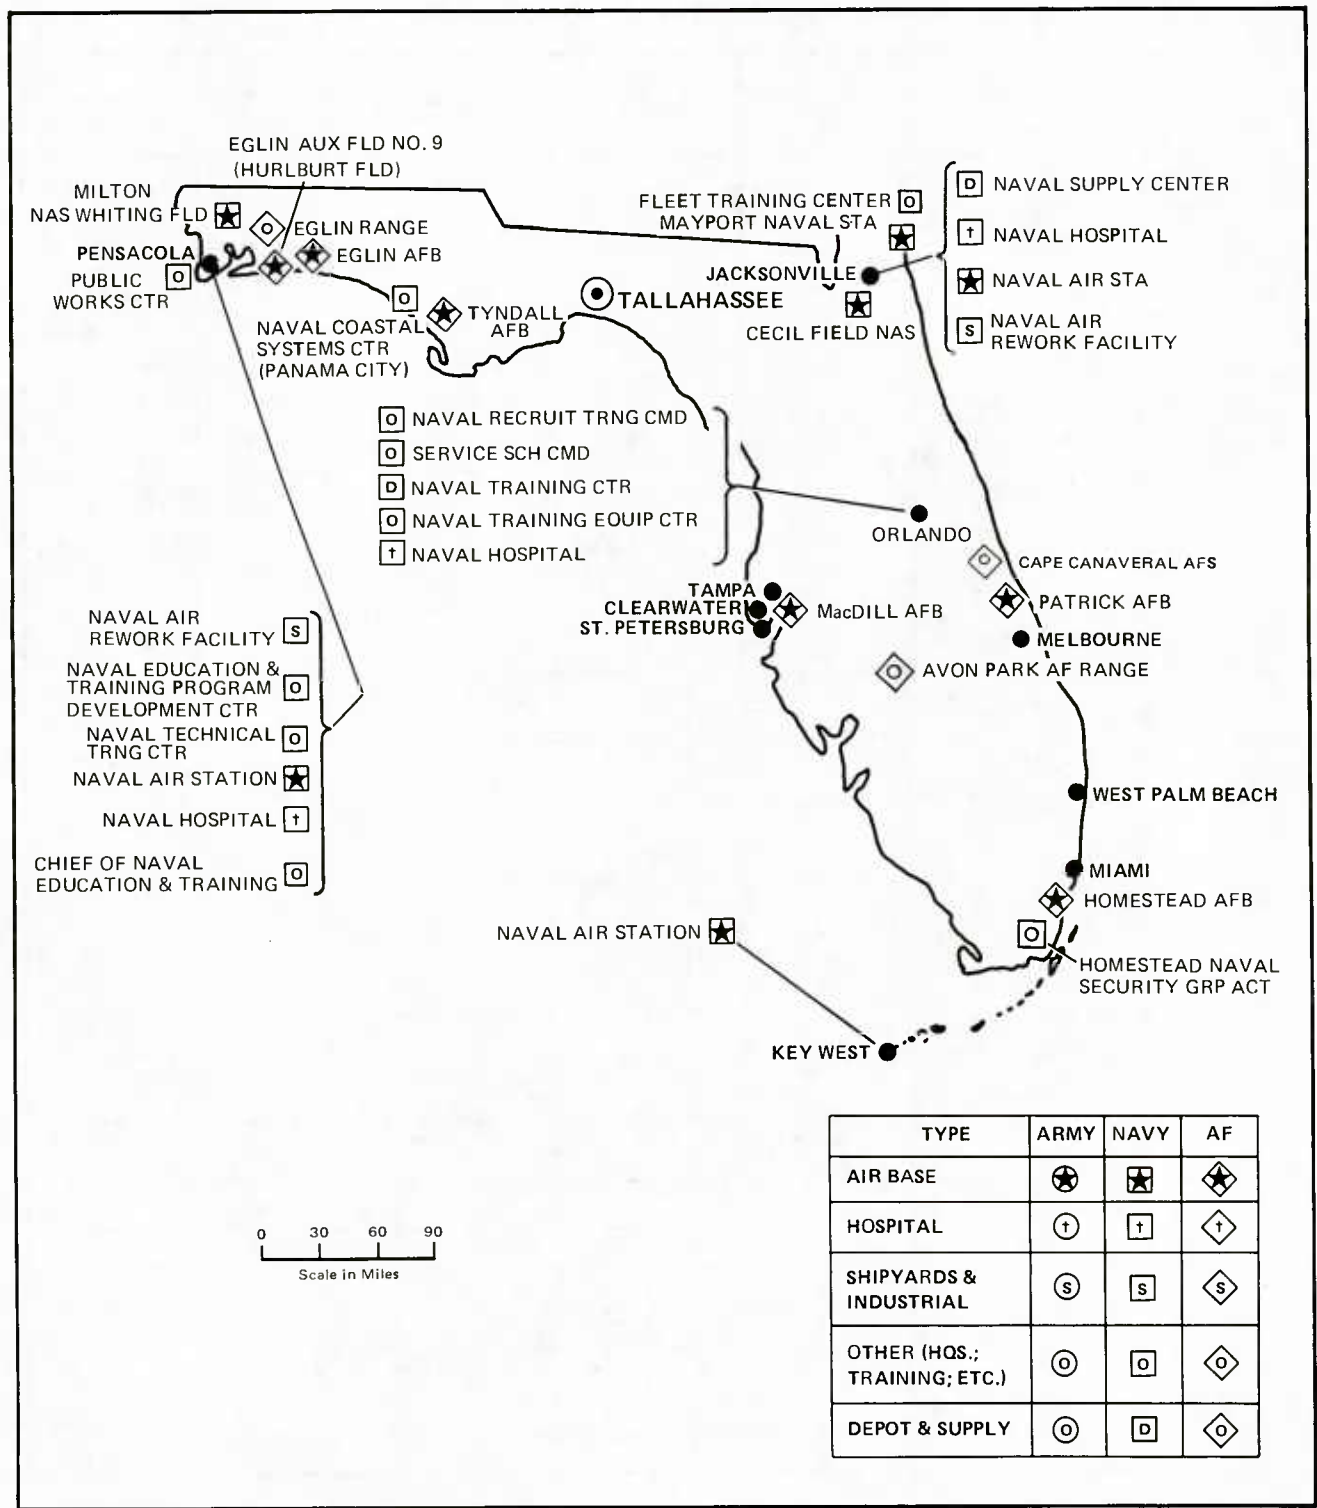 EGLIN AUX FLD NO. 9
(HURLBURT FLD)
MILTON
NAS WHITING FLD
EGLIN RANGE
PENSACOLA
EGLIN AFB
O
PUBLIC
WORKS CTR
O
O
NAVAL COASTAL
SYSTEMS CTR
(PANAMA CITY)
TYNDALL
AFB
TALLAHASSEE
FLEET TRAINING CENTER O
MAYPORT NAVAL STA
JACKSONVILLE
CECIL FIELD NAS
D NAVAL SUPPLY CENTER
† NAVAL HOSPITAL
NAVAL AIR STA
S NAVAL AIR
REWORK FACILITY
O NAVAL RECRUIT TRNG CMD
O SERVICE SCH CMD
D NAVAL TRAINING CTR
O NAVAL TRAINING EQUIP CTR
† NAVAL HOSPITAL
ORLANDO
O CAPE CANAVERAL AFS
TAMPA
CLEARWATER
ST. PETERSBURG
MacDILL AFB
PATRICK AFB
MELBOURNE
O AVON PARK AF RANGE
NAVAL AIR
REWORK FACILITY S
NAVAL EDUCATION &
TRAINING PROGRAM O
DEVELOPMENT CTR
NAVAL TECHNICAL O
TRNG CTR
NAVAL AIR STATION
NAVAL HOSPITAL †
CHIEF OF NAVAL
EDUCATION & TRAINING O
WEST PALM BEACH
MIAMI
HOMESTEAD AFB
O
HOMESTEAD NAVAL
SECURITY GRP ACT
NAVAL AIR STATION
KEY WEST
TYPE ARMY NAVY AF
AIR BASE
HOSPITAL † † †
SHIPYARDS &
INDUSTRIAL S S S
OTHER (HQS.;
TRAINING; ETC.) O O O
DEPOT & SUPPLY O D O
0 30 60 90
Scale in Miles